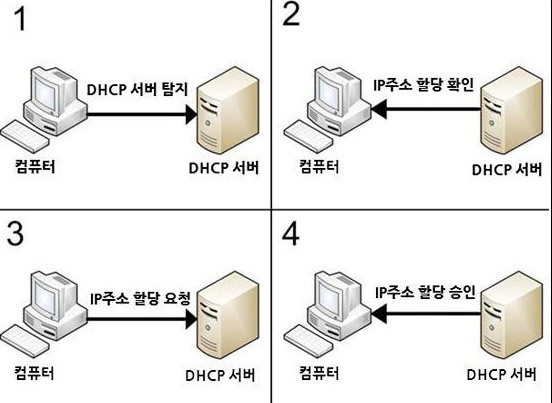 1
DHCP 서버 탐지
컴퓨터
DHCP 서버
2
IP주소 할당 확인
컴퓨터
DHCP 서버
3
IP주소 할당 요청
컴퓨터
DHCP 서버
4
IP주소 할당 승인
컴퓨터
DHCP 서버